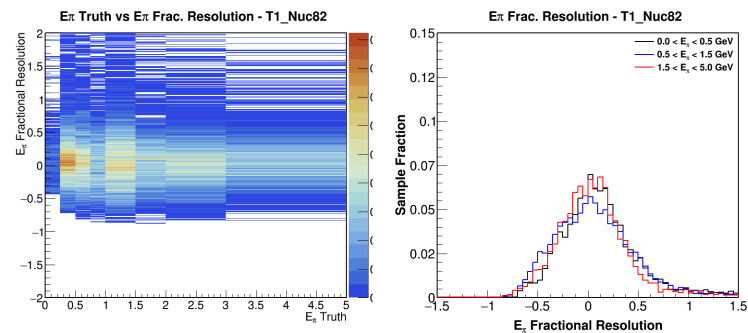 Eπ Truth vs Eπ Frac. Resolution - T1_Nuc82
Eπ Fractional Resolution
2
1.5
1
0.5
0
−0.5
−1
−1.5
−2
0 0.5 1 1.5 2 2.5 3 3.5 4 4.5 5
Eπ Truth
Eπ Frac. Resolution - T1_Nuc82
0.0 < Eπ < 0.5 GeV
0.5 < Eπ < 1.5 GeV
1.5 < Eπ < 5.0 GeV
Sample Fraction
0.15
0.12
0.10
0.07
0.05
0.02
0
−1.5 −1 −0.5 0 0.5 1 1.5
Eπ Fractional Resolution